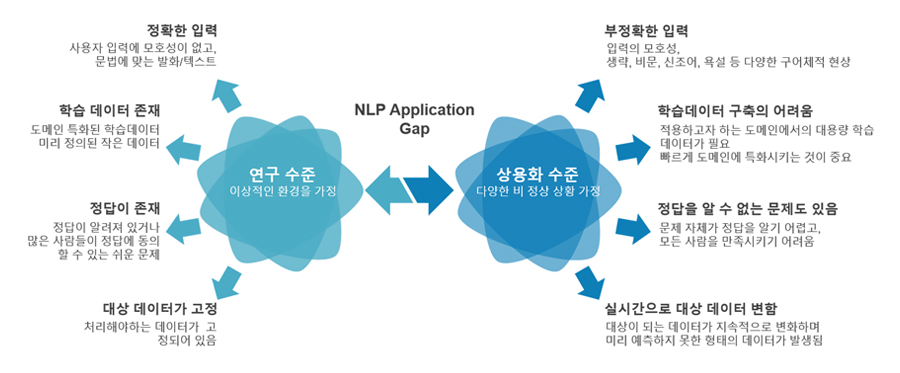 정확한 입력
사용자 입력에 모호성이 없고,
문법에 맞는 발화/텍스트
학습 데이터 존재
도메인 특화된 학습데이터
미리 정의된 작은 데이터
정답이 존재
정답이 알려져 있거나
많은 사람들이 정답에 동의
할 수 있는 쉬운 문제
대상 데이터가 고정
처리해야하는 데이터가 고
정되어 있음
연구 수준
이상적인 환경을 가정
NLP Application
Gap
상용화 수준
다양한 비 정상 상황 가정
부정확한 입력
입력의 모호성,
생략, 비문, 신조어, 욕설 등 다양한 구어체적 현상
학습데이터 구축의 어려움
적용하고자 하는 도메인에서의 대용량 학습
데이터가 필요
빠르게 도메인에 특화시키는 것이 중요
정답을 알 수 없는 문제도 있음
문제 자체가 정답을 알기 어렵고,
모든 사람을 만족시키기 어려움
실시간으로 대상 데이터 변함
대상이 되는 데이터가 지속적으로 변화하며
미리 예측하지 못한 형태의 데이터가 발생됨